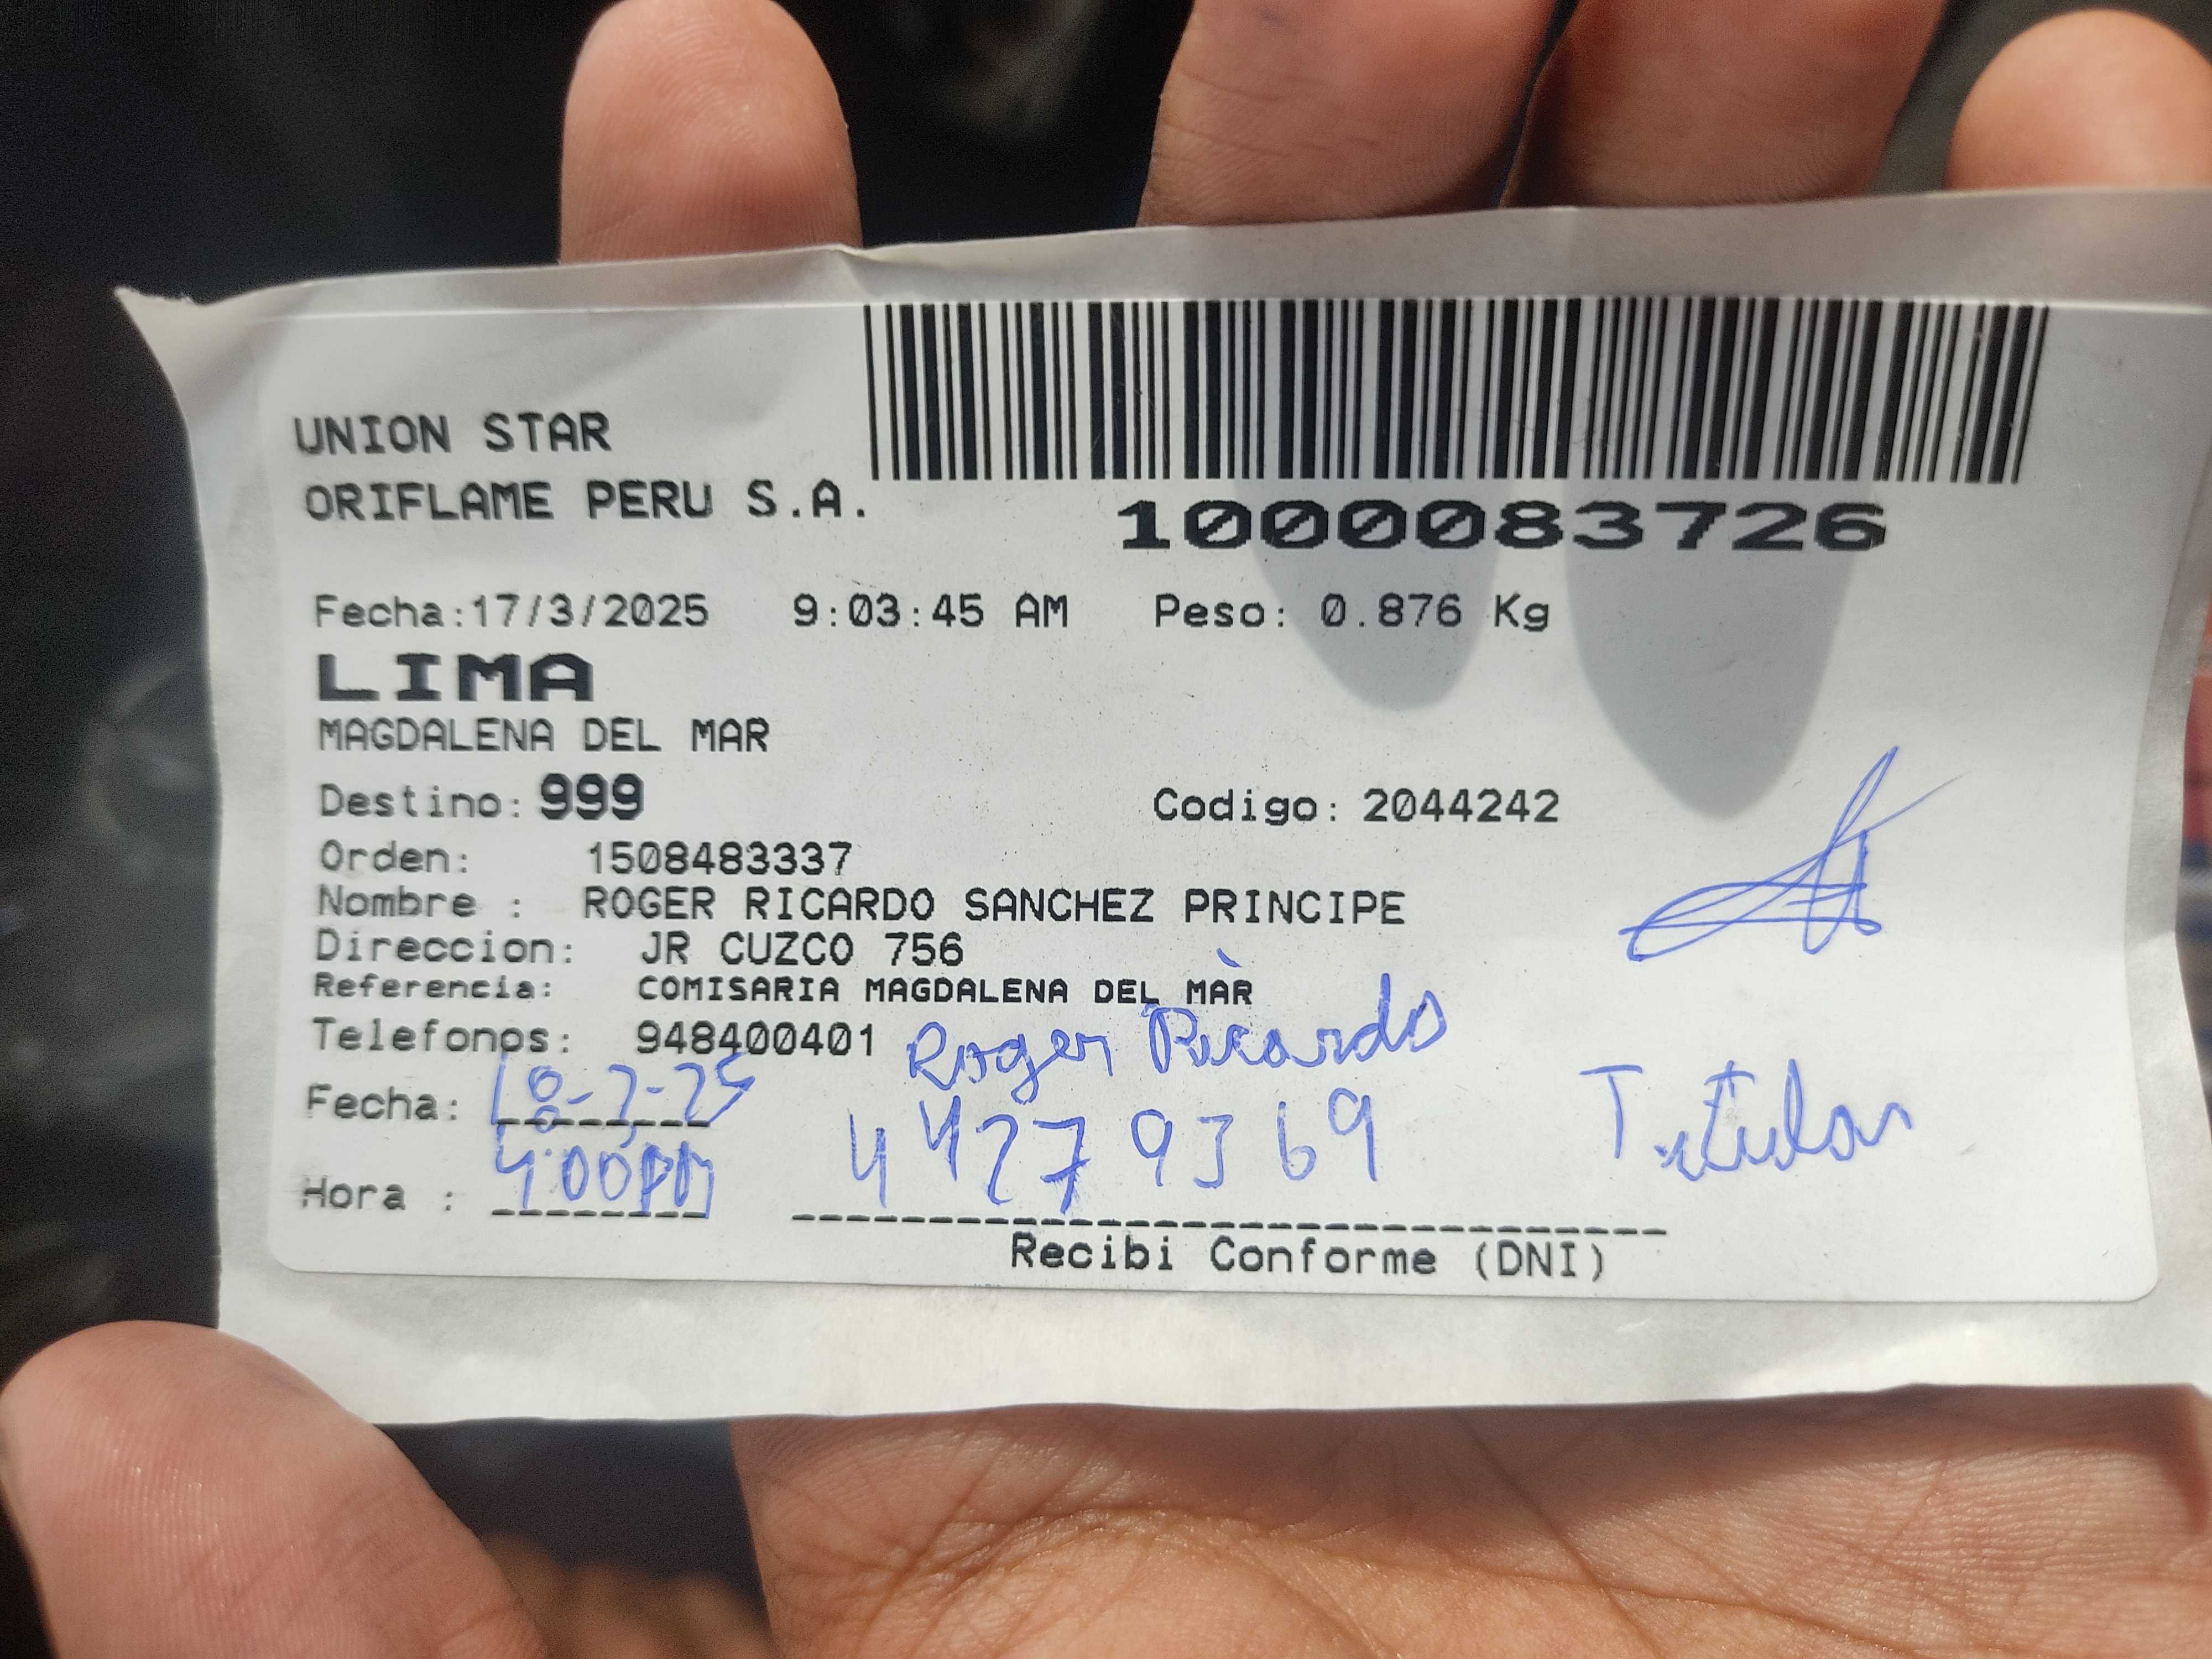 UNION STAR
ORIFLAME PERU S.A.
1000083726
Fecha:17/3/2025 9:03:45 AM Peso: 0.876 Kg
LIMA
MAGDALENA DEL MAR
Destino: 999 Codigo: 2044242
Orden: 1508483337
Nombre : ROGER RICARDO SANCHEZ PRINCIPE
Direccion: JR CUZCO 756
Referencia: COMISARIA MAGDALENA DEL MAR
Telefonos: 948400401 Roger Ricardo
Fecha: 18-3-25 44279369 Titular
Hora : 4:00PM
Recibi Conforme (DNI)